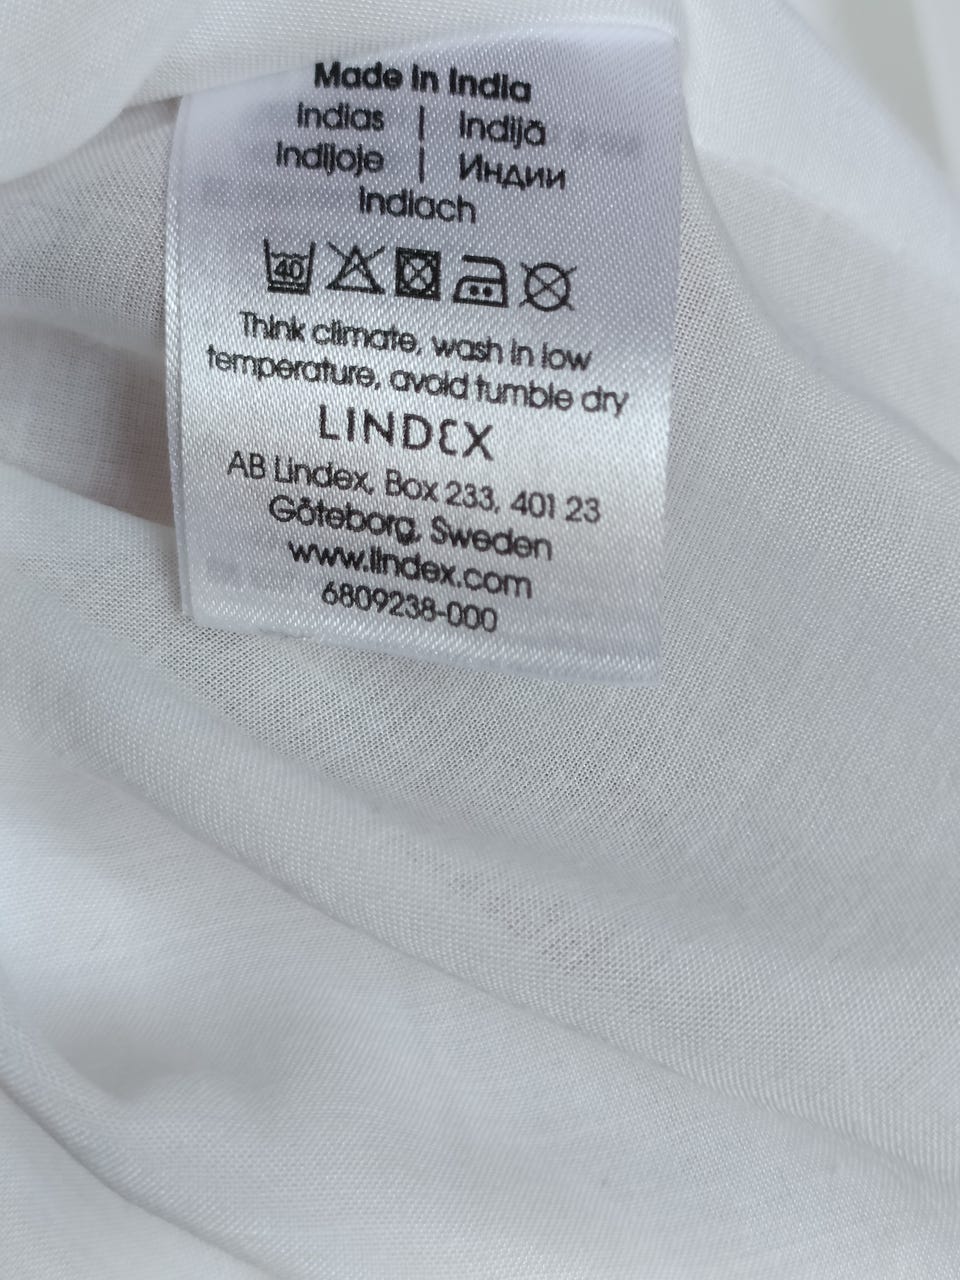 Made in India
Indias | Indijā
Indijoje | Индии
Indiach
40
Think climate, wash in low
temperature, avoid tumble dry
LINDEX
AB Lindex, Box 233, 401 23
Göteborg, Sweden
www.lindex.com
6809238-000